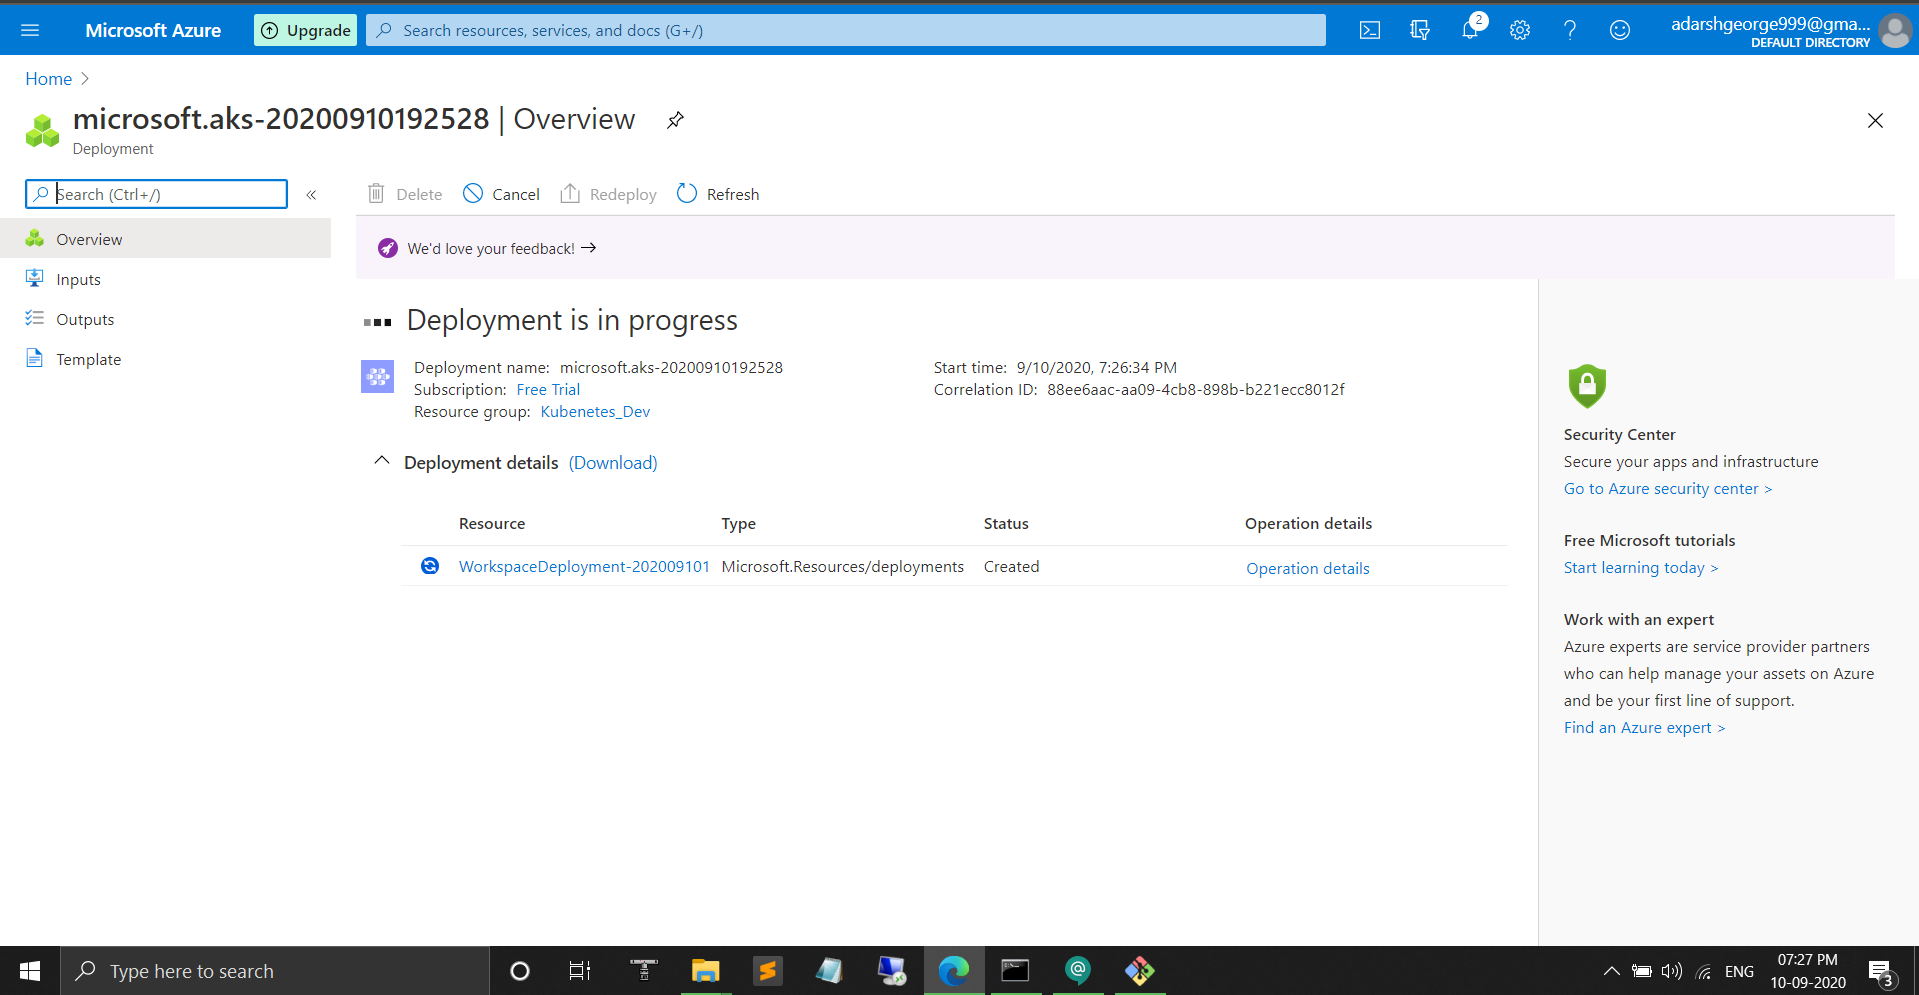 Microsoft Azure
Upgrade
Search resources, services, and docs (G+/)
2
adarshgeorge999@gma...
DEFAULT DIRECTORY
Home
microsoft.aks-20200910192528 | Overview
Deployment
Search (Ctrl+/)
«
Delete
Cancel
Redeploy
Refresh
Overview
Inputs
Outputs
Template
We'd love your feedback! →
Deployment is in progress
Deployment name: microsoft.aks-20200910192528
Subscription: Free Trial
Resource group: Kubenetes_Dev
Start time: 9/10/2020, 7:26:34 PM
Correlation ID: 88ee6aac-aa09-4cb8-898b-b221ecc8012f
Deployment details (Download)
Resource Type Status Operation details
WorkspaceDeployment-202009101 Microsoft.Resources/deployments Created Operation details
Security Center
Secure your apps and infrastructure
Go to Azure security center >
Free Microsoft tutorials
Start learning today >
Work with an expert
Azure experts are service provider partners
who can help manage your assets on Azure
and be your first line of support.
Find an Azure expert >
Type here to search
ENG
07:27 PM
10-09-2020
3